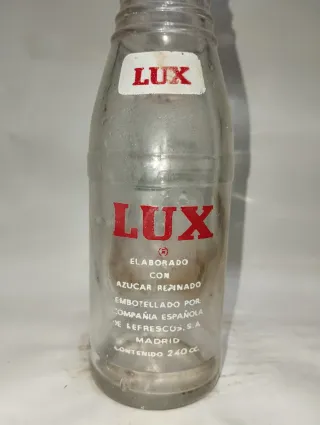 LUX
LUX
®
ELABORADO
CON
AZUCAR REFINADO
EMBOTELLADO POR
COMPAÑIA ESPAÑOLA
DE REFRESCOS, S.A
MADRID
CONTENIDO 240 CC.